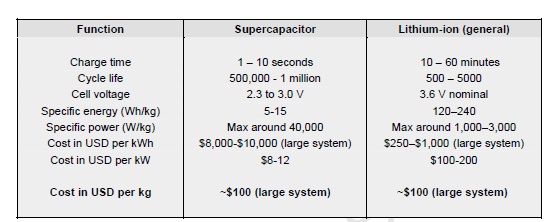 Function Supercapacitor Lithium-ion (general)
Charge time 1 – 10 seconds 10 – 60 minutes
Cycle life 500,000 - 1 million 500 – 5000
Cell voltage 2.3 to 3.0 V 3.6 V nominal
Specific energy (Wh/kg) 5-15 120–240
Specific power (W/kg) Max around 40,000 Max around 1,000–3,000
Cost in USD per kWh $8,000-$10,000 (large system) $250–$1,000 (large system)
Cost in USD per kW $8-12 $100-200
Cost in USD per kg ~$100 (large system) ~$100 (large system)